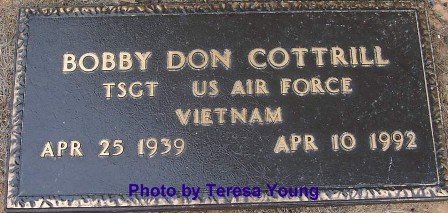 BOBBY DON COTTRILL
TSGT US AIR FORCE
VIETNAM
APR 25 1939 APR 10 1992
Photo by Teresa Young